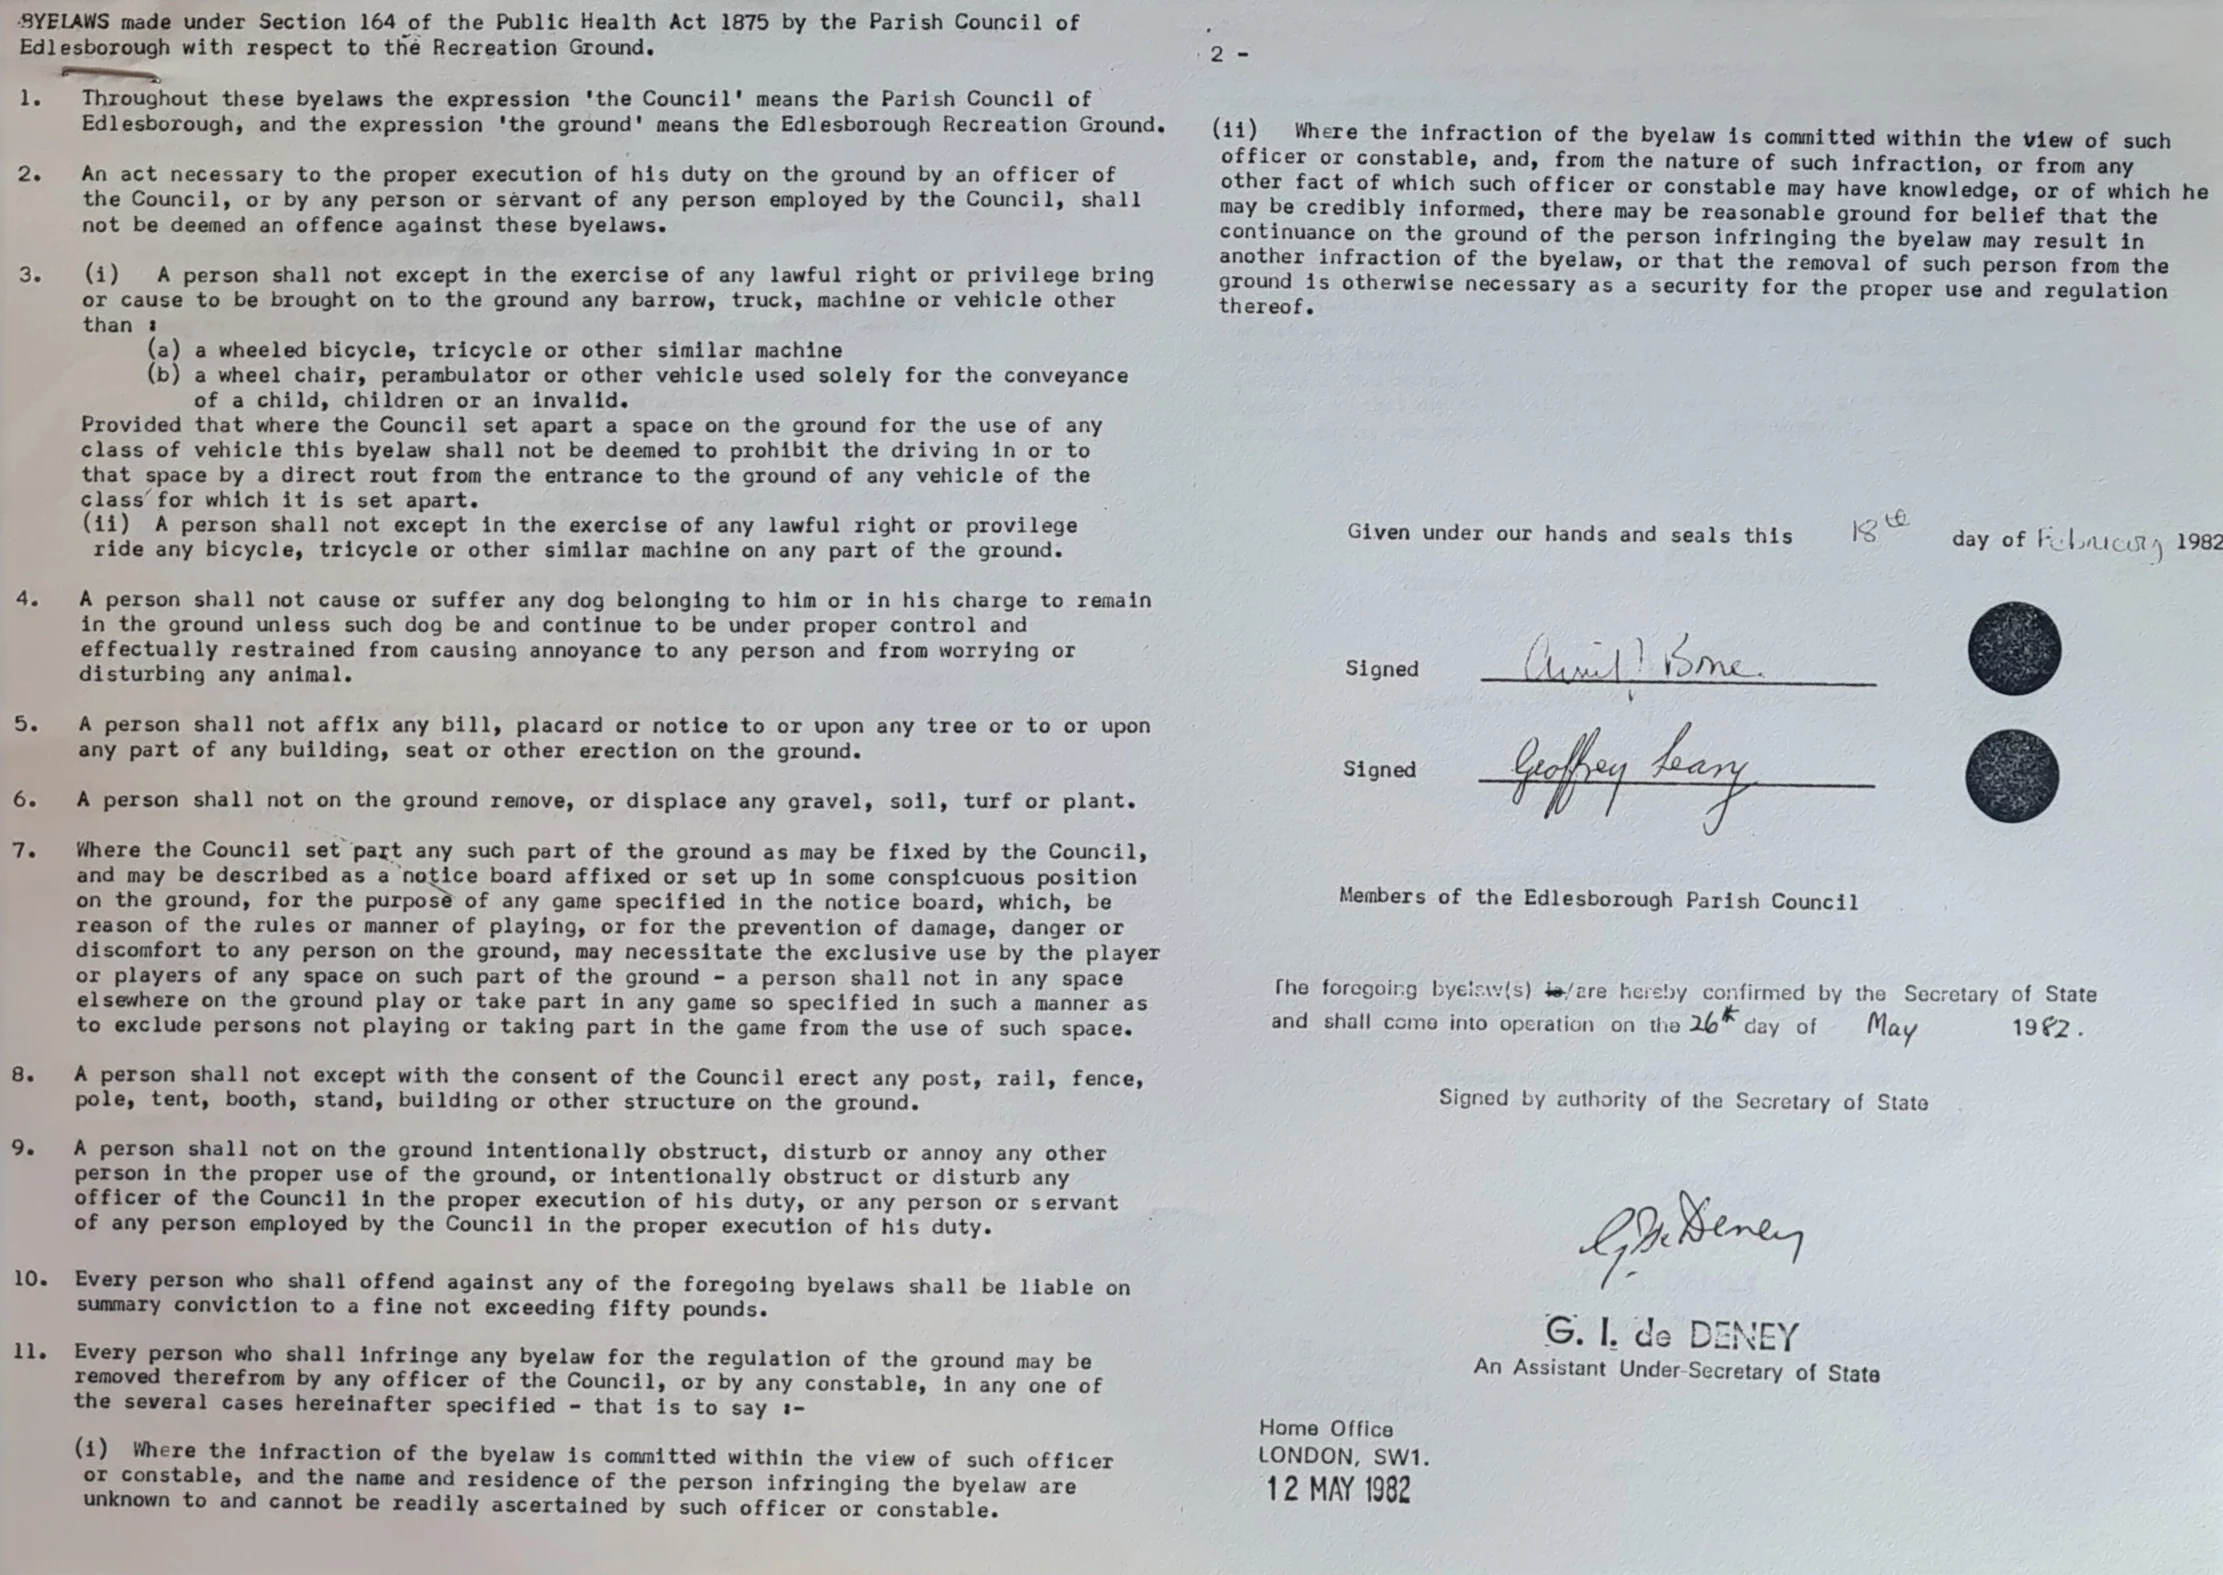 BYELAWS made under Section 164 of the Public Health Act 1875 by the Parish Council of
Edlesborough with respect to the Recreation Ground.
1. Throughout these byelaws the expression 'the Council' means the Parish Council of
Edlesborough, and the expression 'the ground' means the Edlesborough Recreation Ground.
2. An act necessary to the proper execution of his duty on the ground by an officer of
the Council, or by any person or servant of any person employed by the Council, shall
not be deemed an offence against these byelaws.
3. (i) A person shall not except in the exercise of any lawful right or privilege bring
or cause to be brought on to the ground any barrow, truck, machine or vehicle other
than :
(a) a wheeled bicycle, tricycle or other similar machine
(b) a wheel chair, perambulator or other vehicle used solely for the conveyance
of a child, children or an invalid.
Provided that where the Council set apart a space on the ground for the use of any
class of vehicle this byelaw shall not be deemed to prohibit the driving in or to
that space by a direct rout from the entrance to the ground of any vehicle of the
class for which it is set apart.
(ii) A person shall not except in the exercise of any lawful right or provilege
ride any bicycle, tricycle or other similar machine on any part of the ground.
4. A person shall not cause or suffer any dog belonging to him or in his charge to remain
in the ground unless such dog be and continue to be under proper control and
effectually restrained from causing annoyance to any person and from worrying or
disturbing any animal.
5. A person shall not affix any bill, placard or notice to or upon any tree or to or upon
any part of any building, seat or other erection on the ground.
6. A person shall not on the ground remove, or displace any gravel, soil, turf or plant.
7. Where the Council set part any such part of the ground as may be fixed by the Council,
and may be described as a notice board affixed or set up in some conspicuous position
on the ground, for the purpose of any game specified in the notice board, which, be
reason of the rules or manner of playing, or for the prevention of damage, danger or
discomfort to any person on the ground, may necessitate the exclusive use by the player
or players of any space on such part of the ground - a person shall not in any space
elsewhere on the ground play or take part in any game so specified in such a manner as
to exclude persons not playing or taking part in the game from the use of such space.
8. A person shall not except with the consent of the Council erect any post, rail, fence,
pole, tent, booth, stand, building or other structure on the ground.
9. A person shall not on the ground intentionally obstruct, disturb or annoy any other
person in the proper use of the ground, or intentionally obstruct or disturb any
officer of the Council in the proper execution of his duty, or any person or servant
of any person employed by the Council in the proper execution of his duty.
10. Every person who shall offend against any of the foregoing byelaws shall be liable on
summary conviction to a fine not exceeding fifty pounds.
11. Every person who shall infringe any byelaw for the regulation of the ground may be
removed therefrom by any officer of the Council, or by any constable, in any one of
the several cases hereinafter specified - that is to say :-
(i) Where the infraction of the byelaw is committed within the view of such officer
or constable, and the name and residence of the person infringing the byelaw are
unknown to and cannot be readily ascertained by such officer or constable.
2 -
(ii) Where the infraction of the byelaw is committed within the view of such
officer or constable, and, from the nature of such infraction, or from any
other fact of which such officer or constable may have knowledge, or of which he
may be credibly informed, there may be reasonable ground for belief that the
continuance on the ground of the person infringing the byelaw may result in
another infraction of the byelaw, or that the removal of such person from the
ground is otherwise necessary as a security for the proper use and regulation
thereof.
Given under our hands and seals this 18th day of February 1982
Signed Bone.
Signed Geoffrey Leary
Members of the Edlesborough Parish Council
The foregoing byelaw(s) is/are hereby confirmed by the Secretary of State
and shall come into operation on the 26th day of May 1982.
Signed by authority of the Secretary of State
G. I. de Deney
G. I. de DENEY
An Assistant Under-Secretary of State
Home Office
LONDON, SW1.
12 MAY 1982